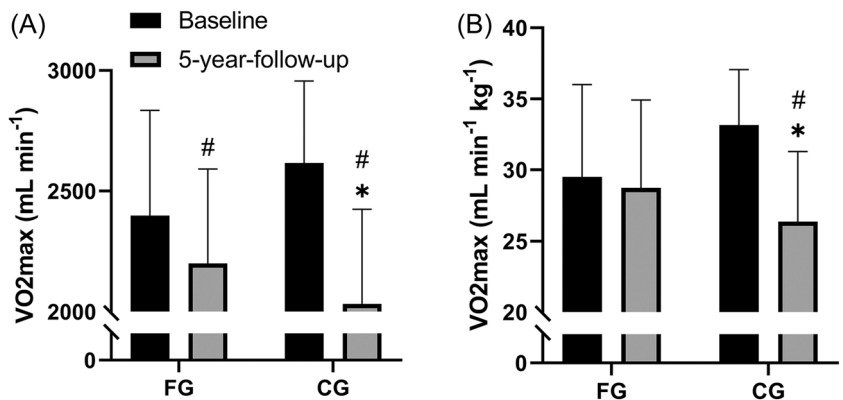 (A)
Baseline
5-year-follow-up
VO2max (mL min⁻¹)
3000
2500
2000
0
#
#
*
FG
CG
(B)
VO2max (mL min⁻¹ kg⁻¹)
40
35
30
25
20
0
#
*
FG
CG